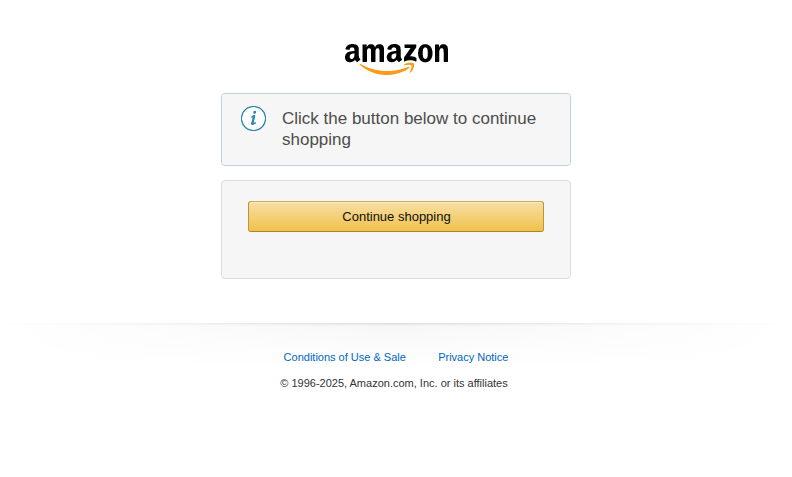 amazon
Click the button below to continue
shopping
Continue shopping
Conditions of Use & Sale Privacy Notice
© 1996-2025, Amazon.com, Inc. or its affiliates